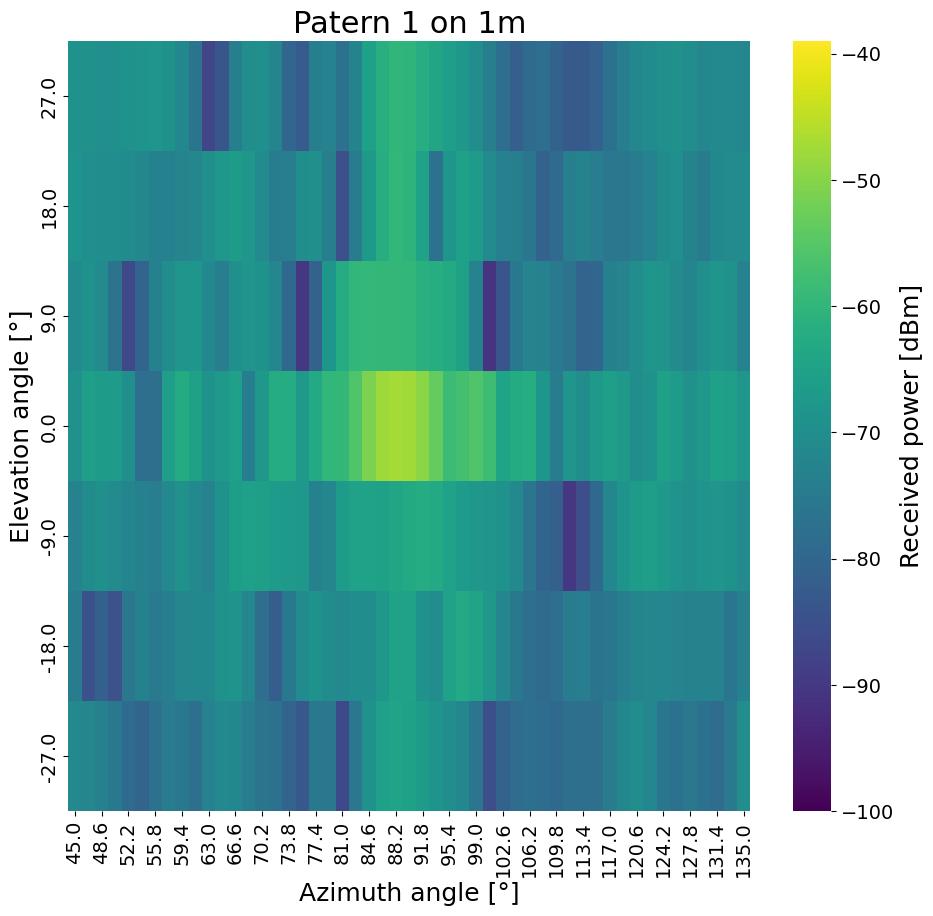 Patern 1 on 1m
Elevation angle [°]
27.0
18.0
9.0
0.0
-9.0
-18.0
-27.0
45.0 48.6 52.2 55.8 59.4 63.0 66.6 70.2 73.8 77.4 81.0 84.6 88.2 91.8 95.4 99.0 102.6 106.2 109.8 113.4 117.0 120.6 124.2 127.8 131.4 135.0
Azimuth angle [°]
−40
−50
−60
−70
−80
−90
−100
Received power [dBm]